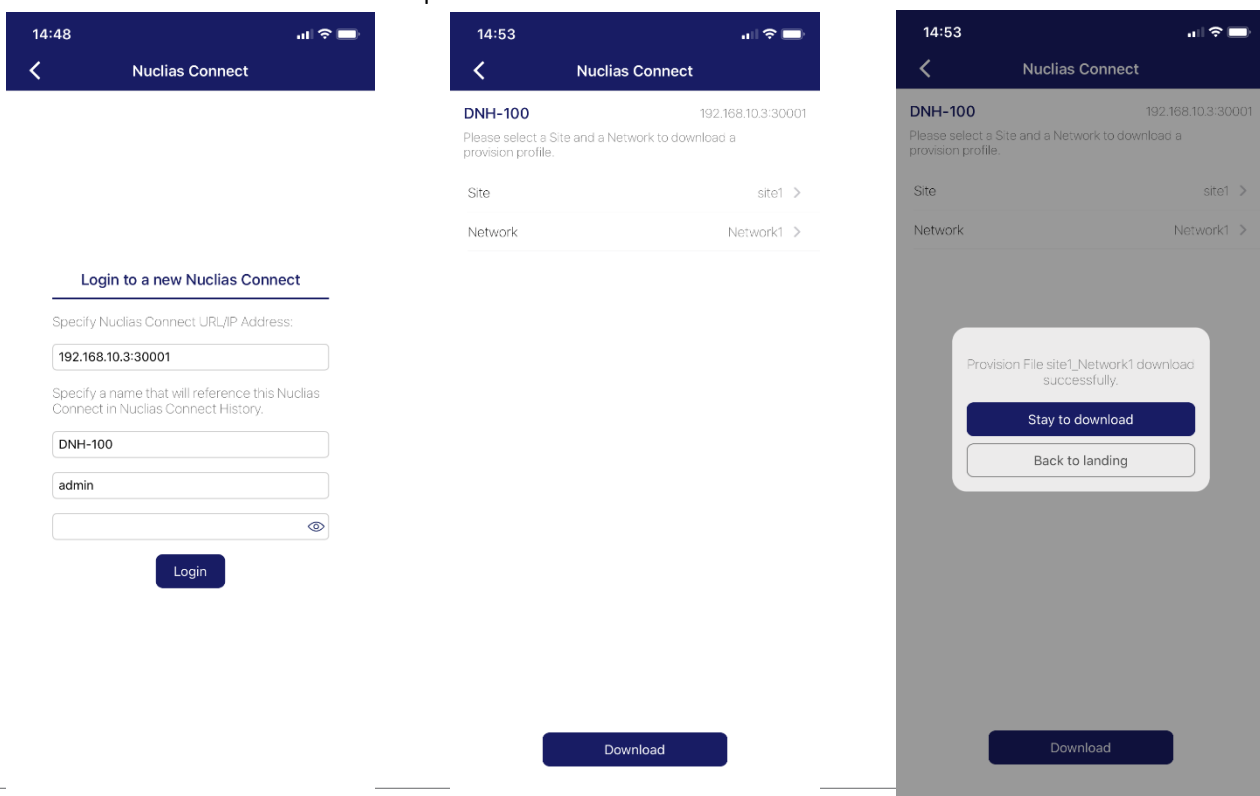 14:48
Nuclias Connect
Login to a new Nuclias Connect
Specify Nuclias Connect URL/IP Address:
192.168.10.3:30001
Specify a name that will reference this Nuclias
Connect in Nuclias Connect History.
DNH-100
admin
Login
14:53
Nuclias Connect
DNH-100
192.168.10.3:30001
Please select a Site and a Network to download a
provision profile.
Site
site1
Network
Network1
Download
14:53
Nuclias Connect
DNH-100
192.168.10.3:30001
Please select a Site and a Network to download a
provision profile.
Site
site1
Network
Network1
Provision File site1_Network1 download
successfully.
Stay to download
Back to landing
Download